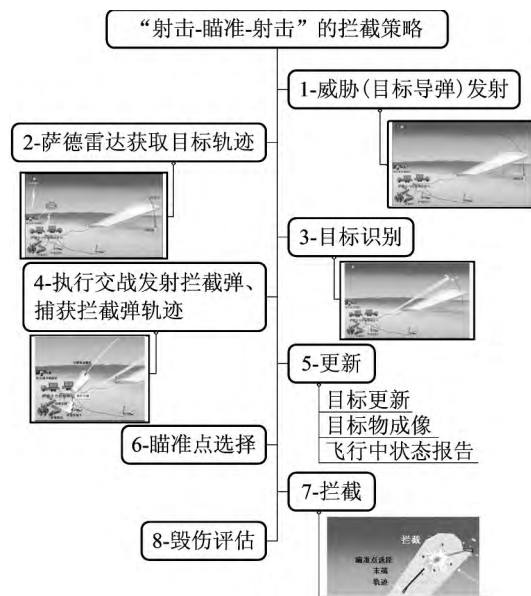 “射击-瞄准-射击”的拦截策略
1-威胁(目标导弹)发射
2-萨德雷达获取目标轨迹
3-目标识别
4-执行交战发射拦截弹、
捕获拦截弹轨迹
5-更新
目标更新
目标物成像
飞行中状态报告
6-瞄准点选择
7-拦截
拦截
瞄准点选择
末端
轨迹
8-毁伤评估